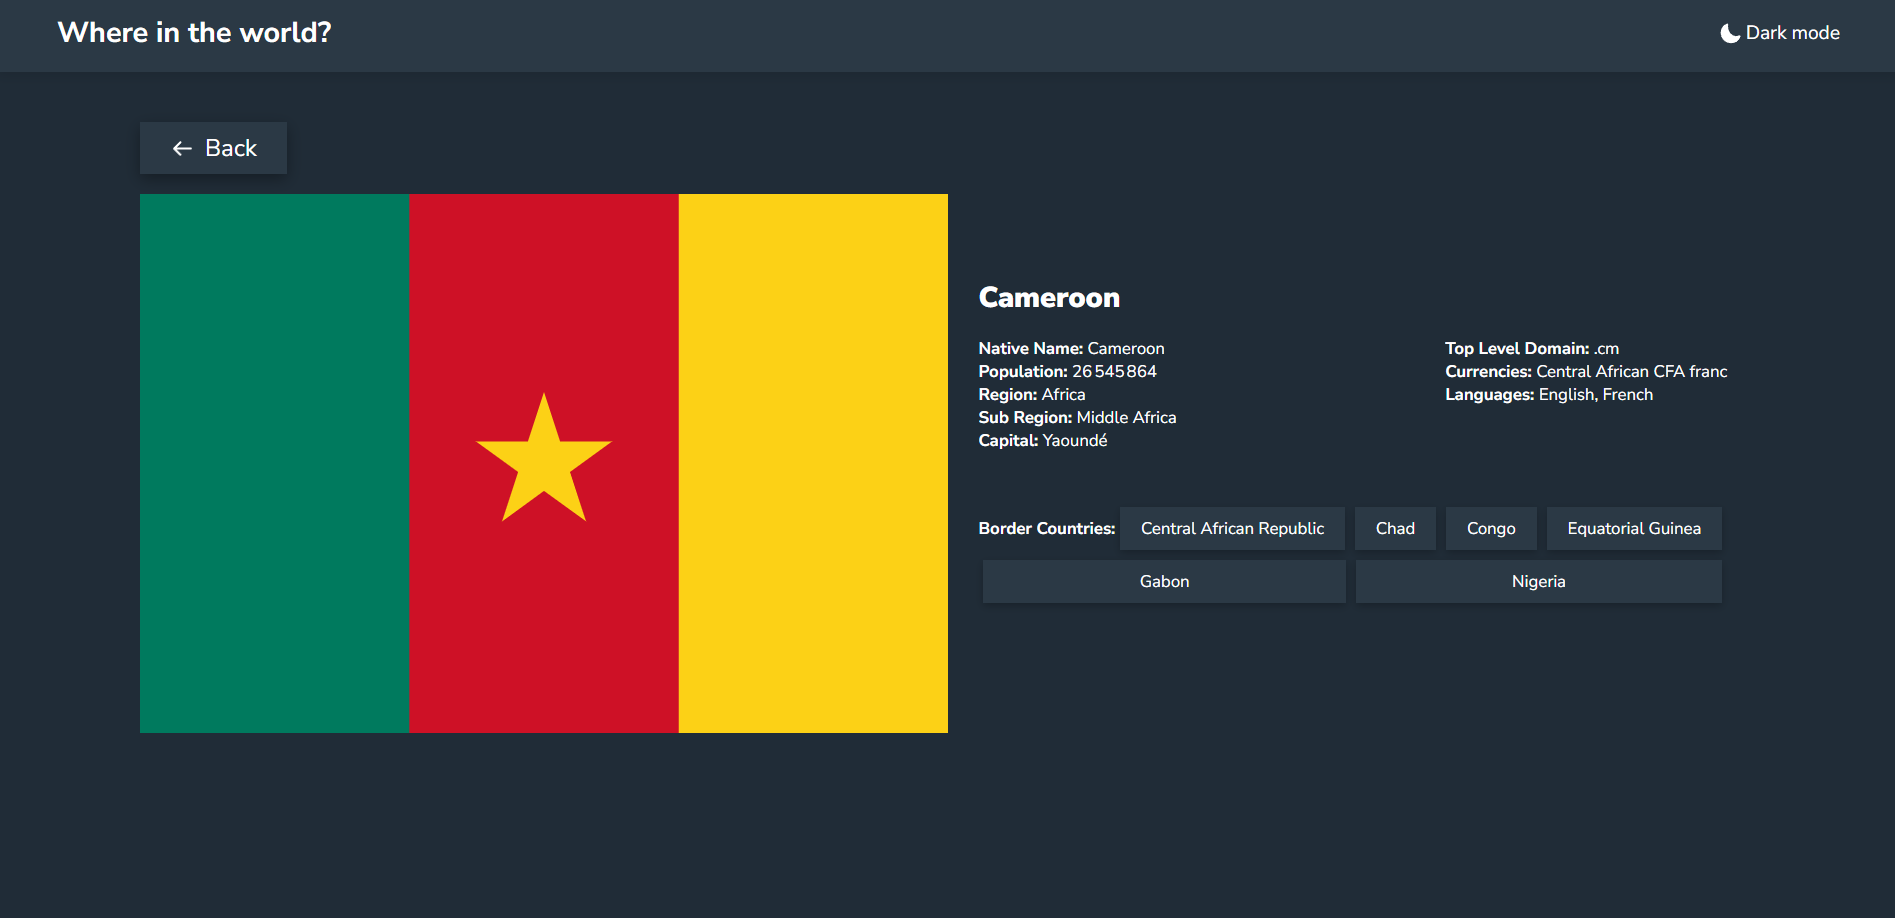 Where in the world?
Dark mode
Back
Cameroon
Native Name: Cameroon
Population: 26 545 864
Region: Africa
Sub Region: Middle Africa
Capital: Yaoundé
Top Level Domain: .cm
Currencies: Central African CFA franc
Languages: English, French
Border Countries: Central African Republic Chad Congo Equatorial Guinea
Gabon Nigeria